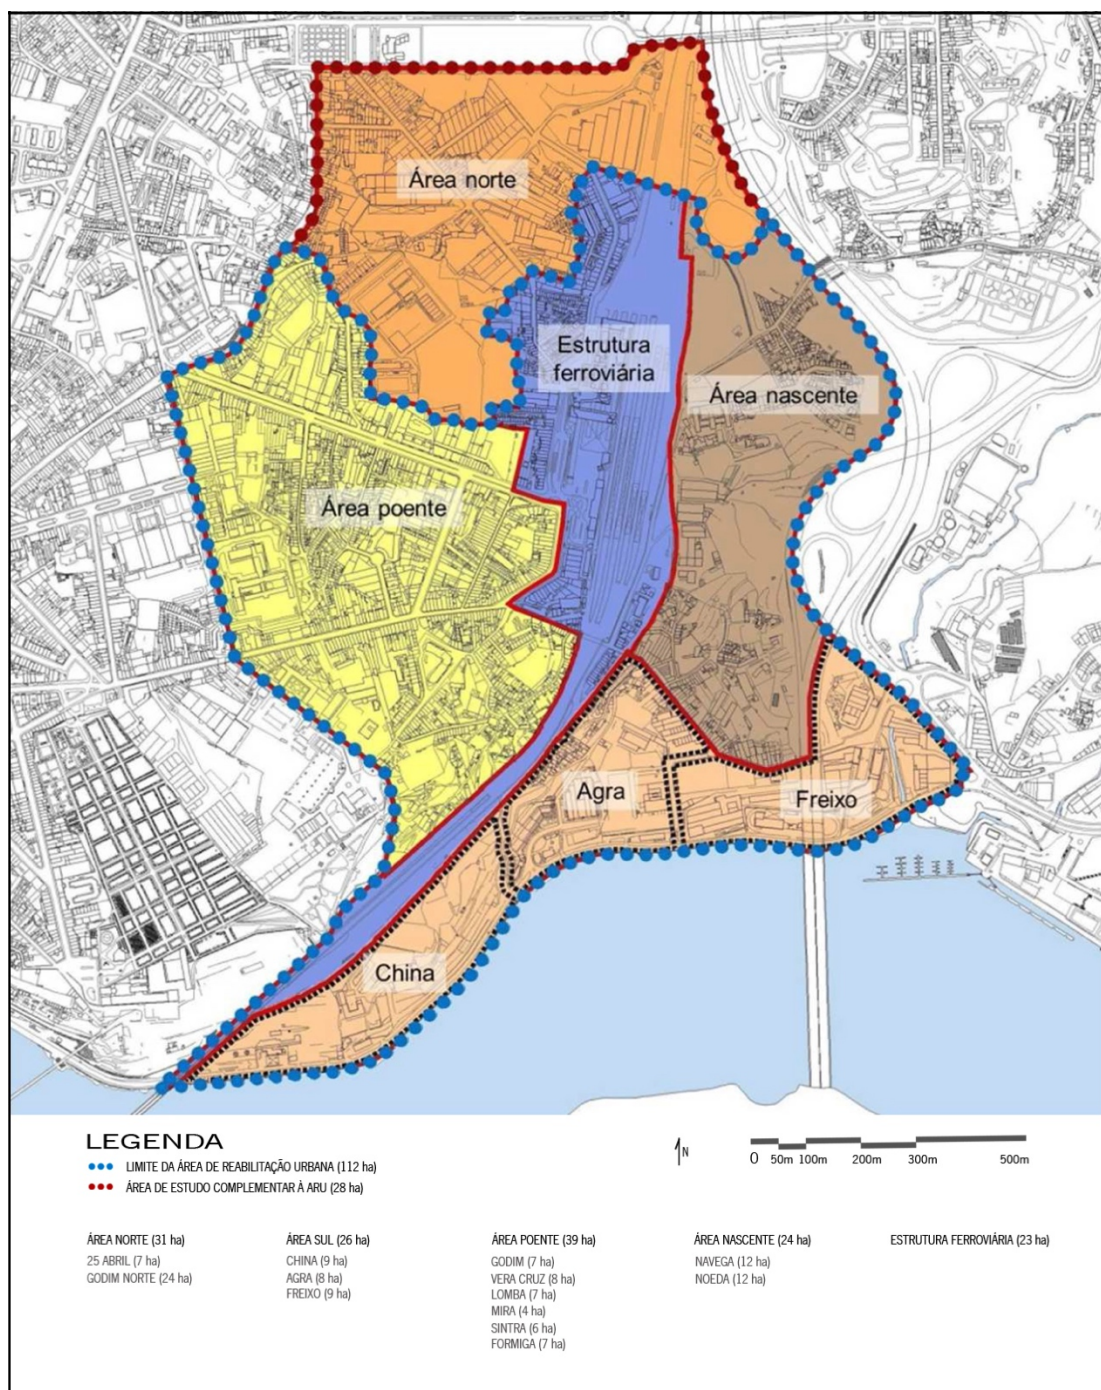 Área norte
Estrutura
ferroviária
Área nascente
Área poente
Agra
Freixo
China
LEGENDA
LIMITE DA ÁREA DE REABILITAÇÃO URBANA (112 ha)
ÁREA DE ESTUDO COMPLEMENTAR À ARU (28 ha)
N
0 50m 100m 200m 300m 500m
ÁREA NORTE (31 ha)
25 ABRIL (7 ha)
GODIM NORTE (24 ha)
ÁREA SUL (26 ha)
CHINA (9 ha)
AGRA (8 ha)
FREIXO (9 ha)
ÁREA POENTE (39 ha)
GODIM (7 ha)
VERA CRUZ (8 ha)
LOMBA (7 ha)
MIRA (4 ha)
SINTRA (6 ha)
FORMIGA (7 ha)
ÁREA NASCENTE (24 ha)
NAVEGA (12 ha)
NOEDA (12 ha)
ESTRUTURA FERROVIÁRIA (23 ha)